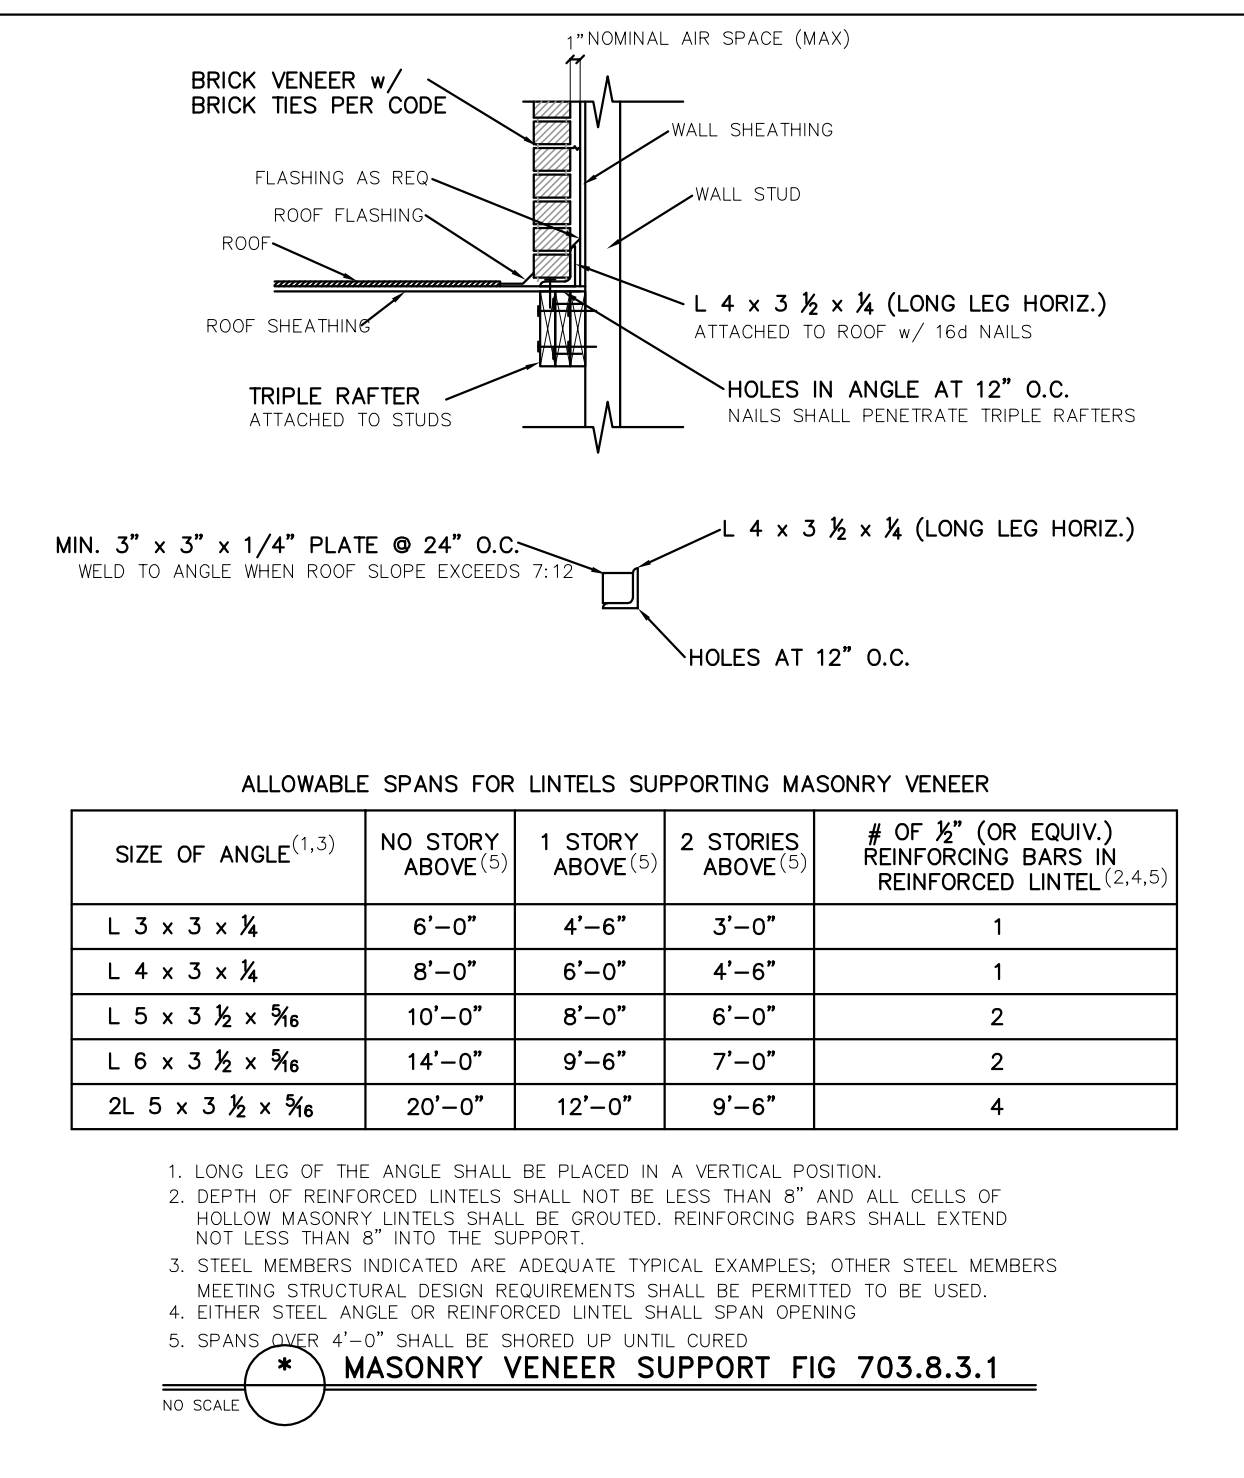 1" NOMINAL AIR SPACE (MAX)
BRICK VENEER w/
BRICK TIES PER CODE
WALL SHEATHING
FLASHING AS REQ
WALL STUD
ROOF FLASHING
ROOF
L 4 x 3 ½ x ¼ (LONG LEG HORIZ.)
ATTACHED TO ROOF w/ 16d NAILS
ROOF SHEATHING
TRIPLE RAFTER
ATTACHED TO STUDS
HOLES IN ANGLE AT 12" O.C.
NAILS SHALL PENETRATE TRIPLE RAFTERS
L 4 x 3 ½ x ¼ (LONG LEG HORIZ.)
MIN. 3" x 3" x 1/4" PLATE @ 24" O.C.
WELD TO ANGLE WHEN ROOF SLOPE EXCEEDS 7:12
HOLES AT 12" O.C.
ALLOWABLE SPANS FOR LINTELS SUPPORTING MASONRY VENEER
SIZE OF ANGLE(1,3)
NO STORY
ABOVE(5)
1 STORY
ABOVE(5)
2 STORIES
ABOVE(5)
# OF ½" (OR EQUIV.)
REINFORCING BARS IN
REINFORCED LINTEL(2,4,5)
L 3 x 3 x ¼ 6'-0" 4'-6" 3'-0" 1
L 4 x 3 x ¼ 8'-0" 6'-0" 4'-6" 1
L 5 x 3 ½ x 5/16 10'-0" 8'-0" 6'-0" 2
L 6 x 3 ½ x 5/16 14'-0" 9'-6" 7'-0" 2
2L 5 x 3 ½ x 5/16 20'-0" 12'-0" 9'-6" 4
1. LONG LEG OF THE ANGLE SHALL BE PLACED IN A VERTICAL POSITION.
2. DEPTH OF REINFORCED LINTELS SHALL NOT BE LESS THAN 8" AND ALL CELLS OF
HOLLOW MASONRY LINTELS SHALL BE GROUTED. REINFORCING BARS SHALL EXTEND
NOT LESS THAN 8" INTO THE SUPPORT.
3. STEEL MEMBERS INDICATED ARE ADEQUATE TYPICAL EXAMPLES; OTHER STEEL MEMBERS
MEETING STRUCTURAL DESIGN REQUIREMENTS SHALL BE PERMITTED TO BE USED.
4. EITHER STEEL ANGLE OR REINFORCED LINTEL SHALL SPAN OPENING
5. SPANS OVER 4'-0" SHALL BE SHORED UP UNTIL CURED
* MASONRY VENEER SUPPORT FIG 703.8.3.1
NO SCALE